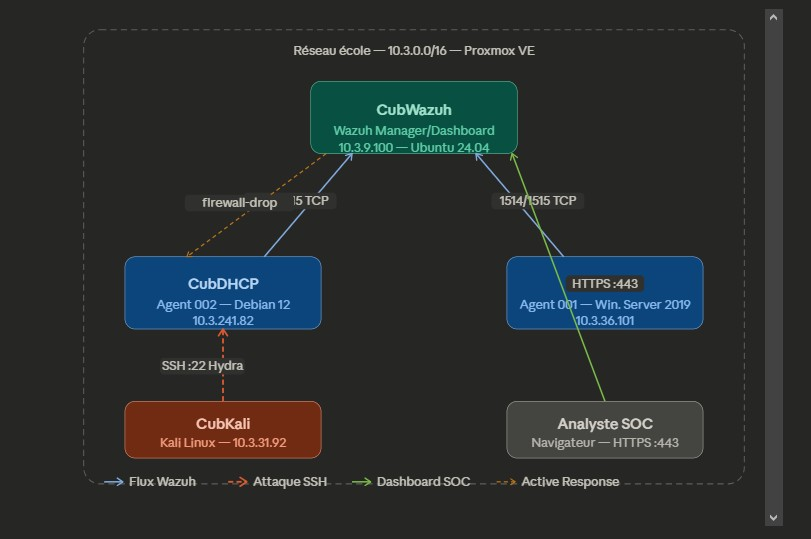 Réseau école — 10.3.0.0/16 — Proxmox VE
CubWazuh
Wazuh Manager/Dashboard
10.3.9.100 — Ubuntu 24.04
firewall-drop
15 TCP
1514/1515 TCP
CubDHCP
Agent 002 — Debian 12
10.3.241.82
HTTPS :443
Agent 001 — Win. Server 2019
10.3.36.101
SSH :22 Hydra
CubKali
Kali Linux — 10.3.31.92
Analyste SOC
Navigateur — HTTPS :443
Flux Wazuh
Attaque SSH
Dashboard SOC
Active Response